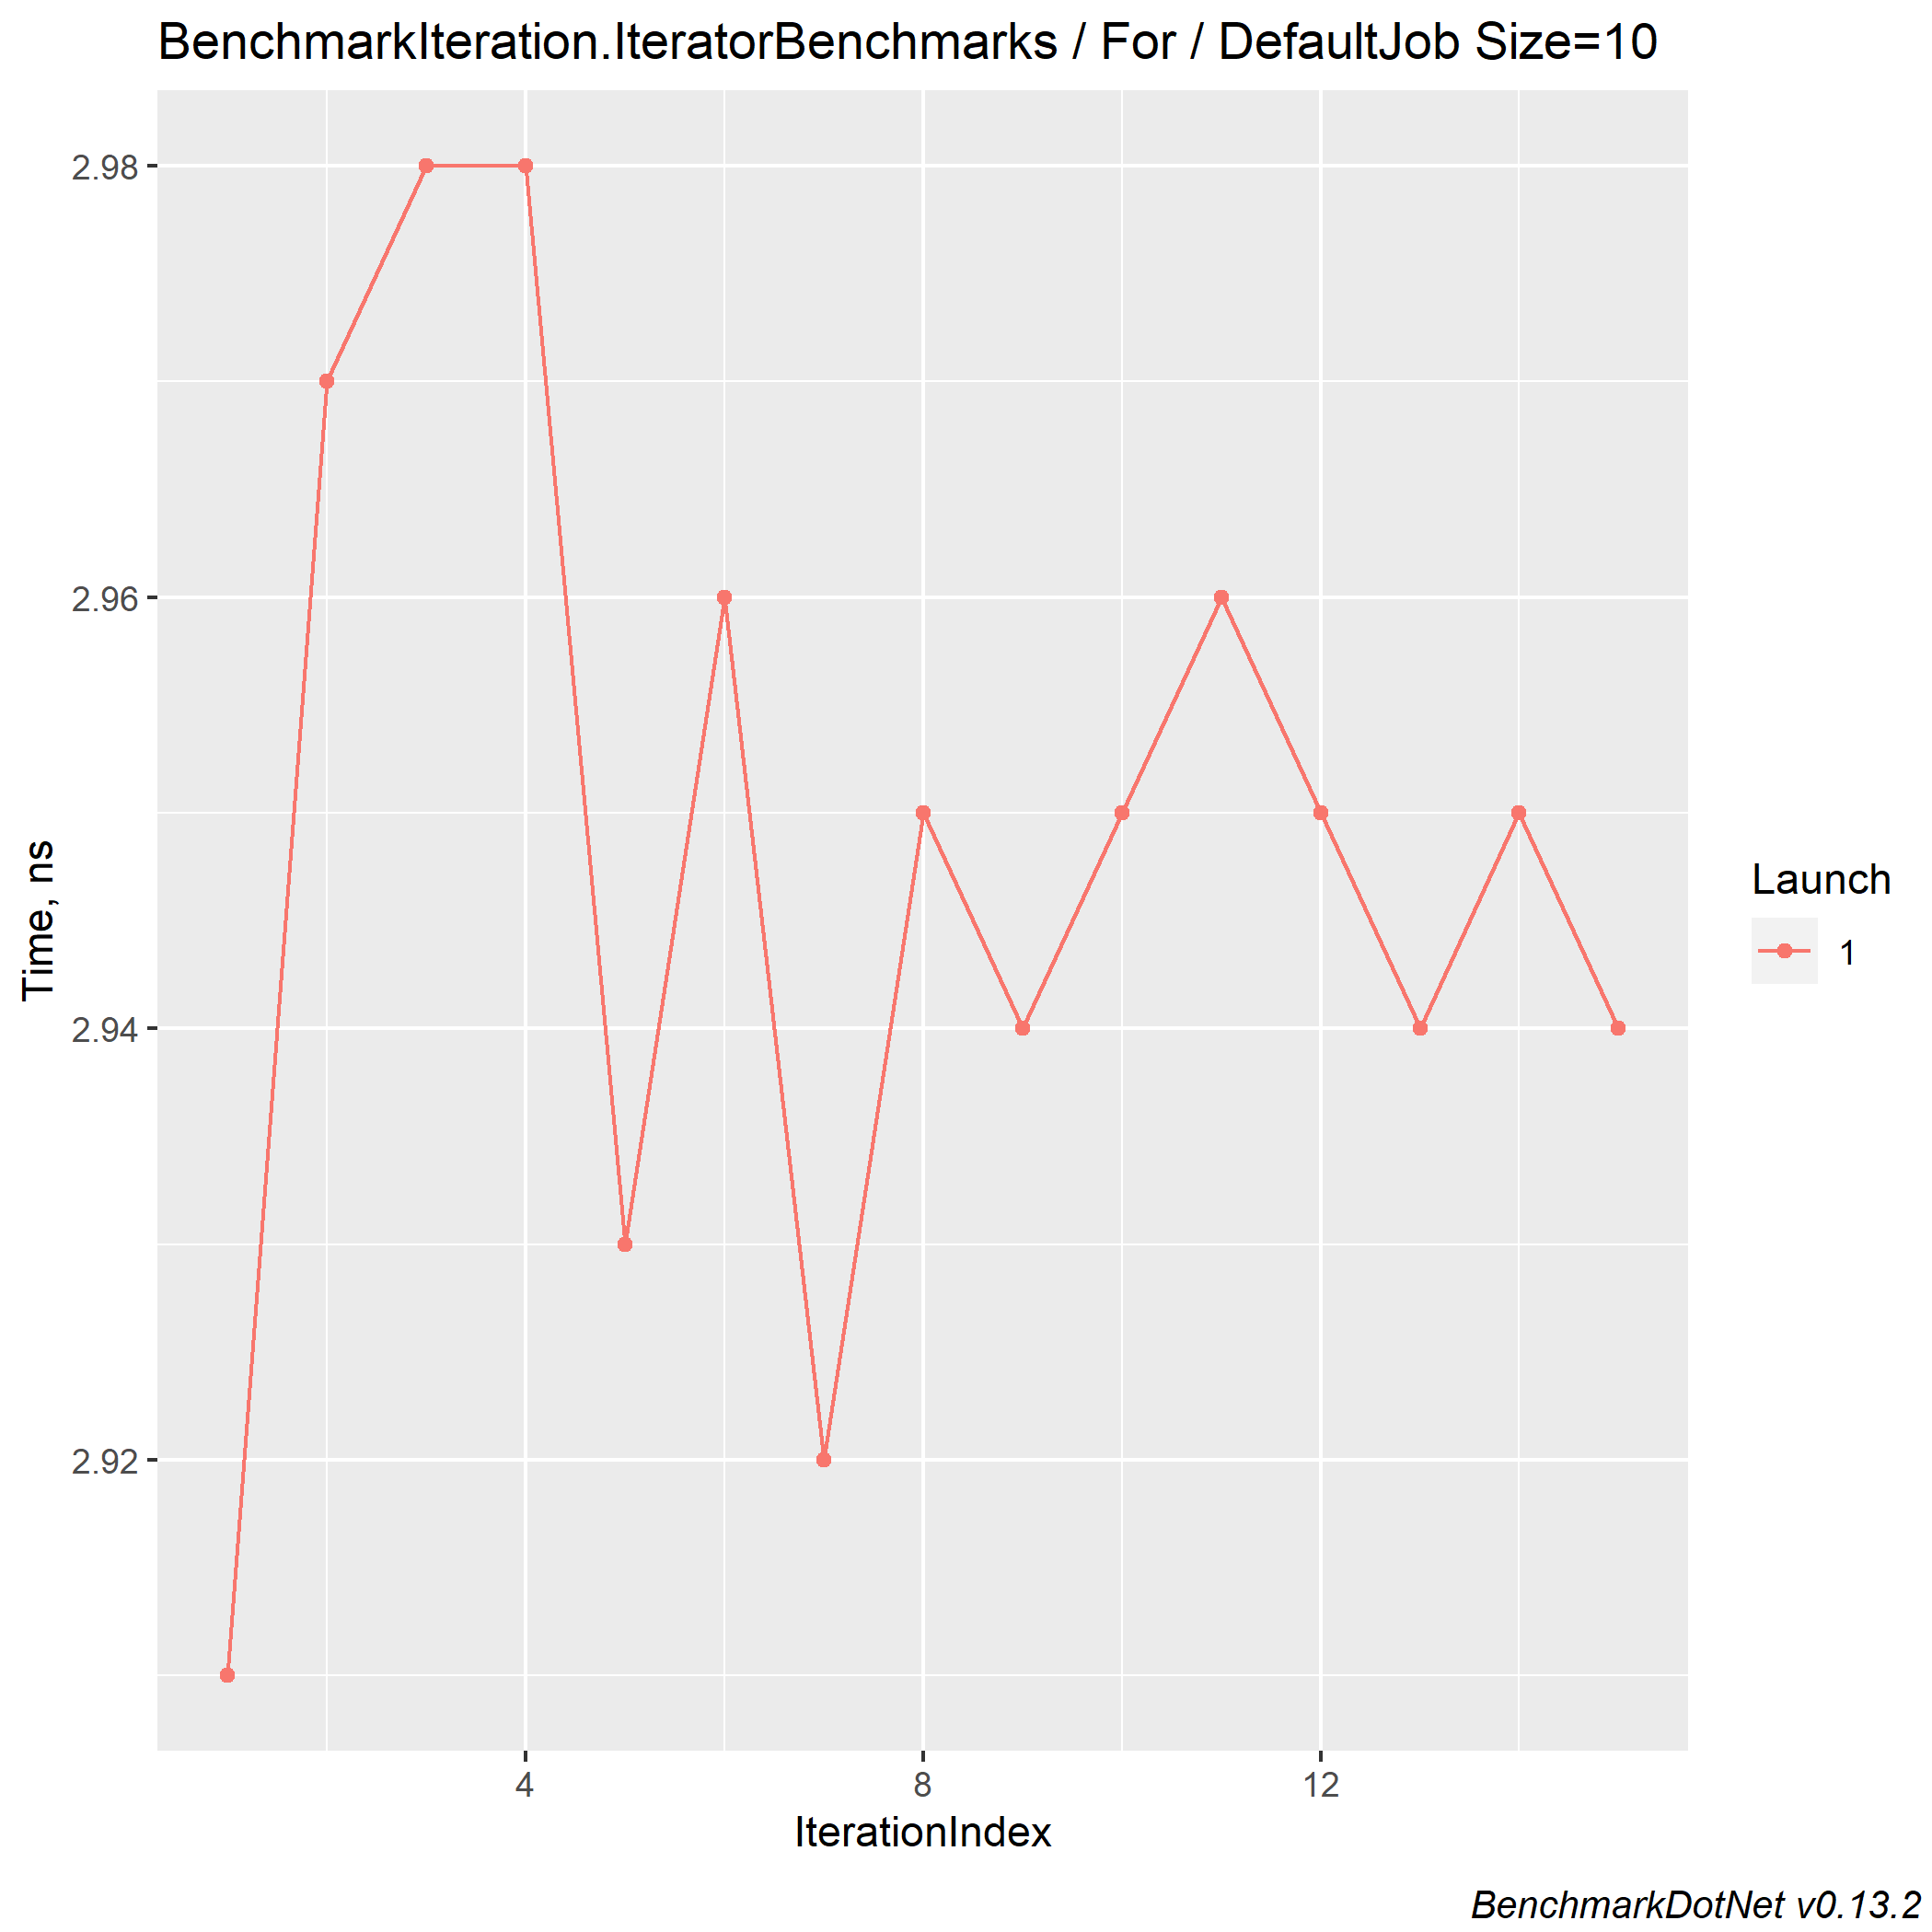 BenchmarkIteration.IteratorBenchmarks / For / DefaultJob Size=10
2.98
2.96
2.94
2.92
Time, ns
4
8
12
IterationIndex
Launch
1
BenchmarkDotNet v0.13.2